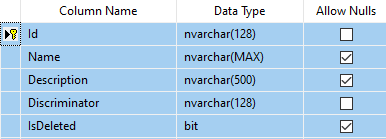 Column Name Data Type Allow Nulls
Id nvarchar(128)
Name nvarchar(MAX)
Description nvarchar(500)
Discriminator nvarchar(128)
IsDeleted bit